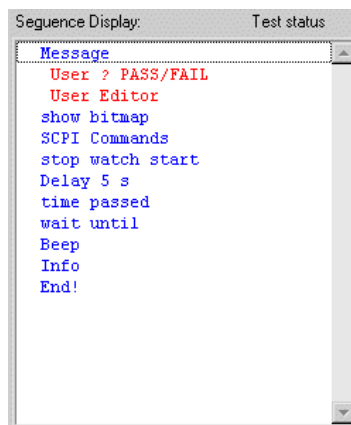 Sequence Display: Test status
Message
User ? PASS/FAIL
User Editor
show bitmap
SCPI Commands
stop watch start
Delay 5 s
time passed
wait until
Beep
Info
End!